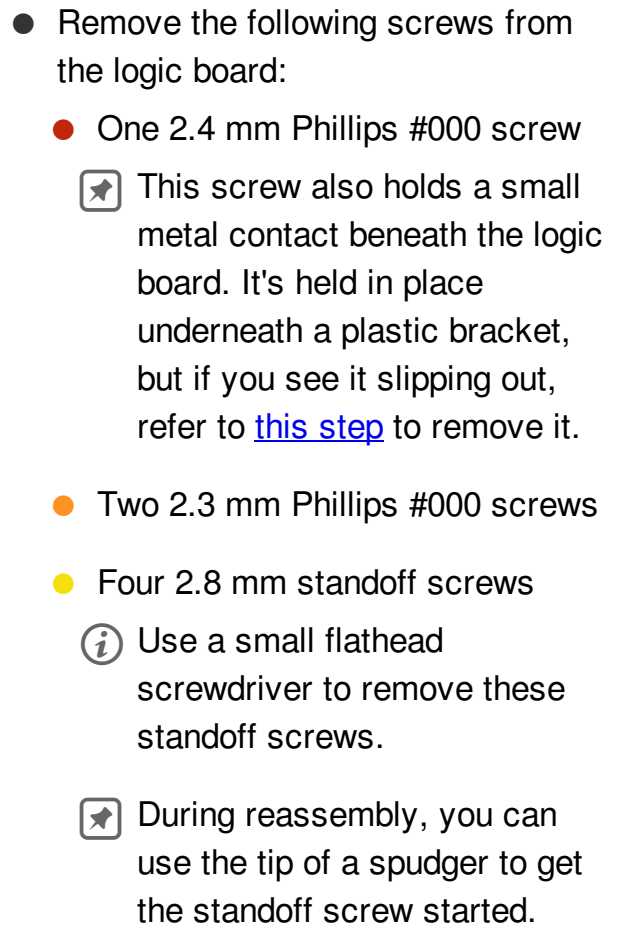 Remove the following screws from
the logic board:
One 2.4 mm Phillips #000 screw
This screw also holds a small
metal contact beneath the logic
board. It's held in place
underneath a plastic bracket,
but if you see it slipping out,
refer to this step to remove it.
Two 2.3 mm Phillips #000 screws
Four 2.8 mm standoff screws
Use a small flathead
screwdriver to remove these
standoff screws.
During reassembly, you can
use the tip of a spudger to get
the standoff screw started.